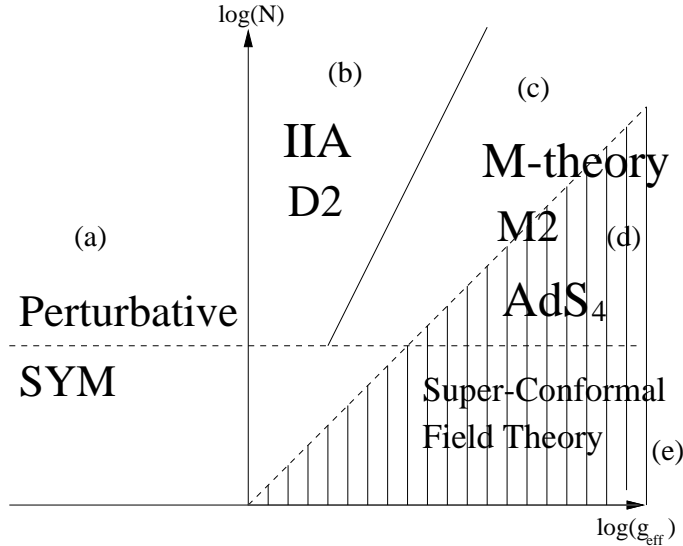 log(N)
(b)
(c)
IIA
D2
M-theory
M2
(a)
(d)
Perturbative
AdS₄
SYM
Super-Conformal
Field Theory
(e)
log(g_eff)